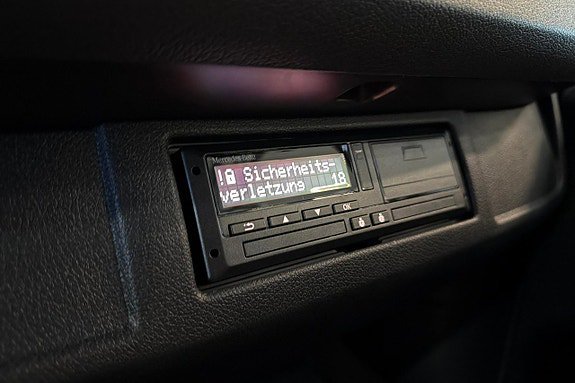 Mercedes-Benz
! Sicherheits-
verletzung 18
OK